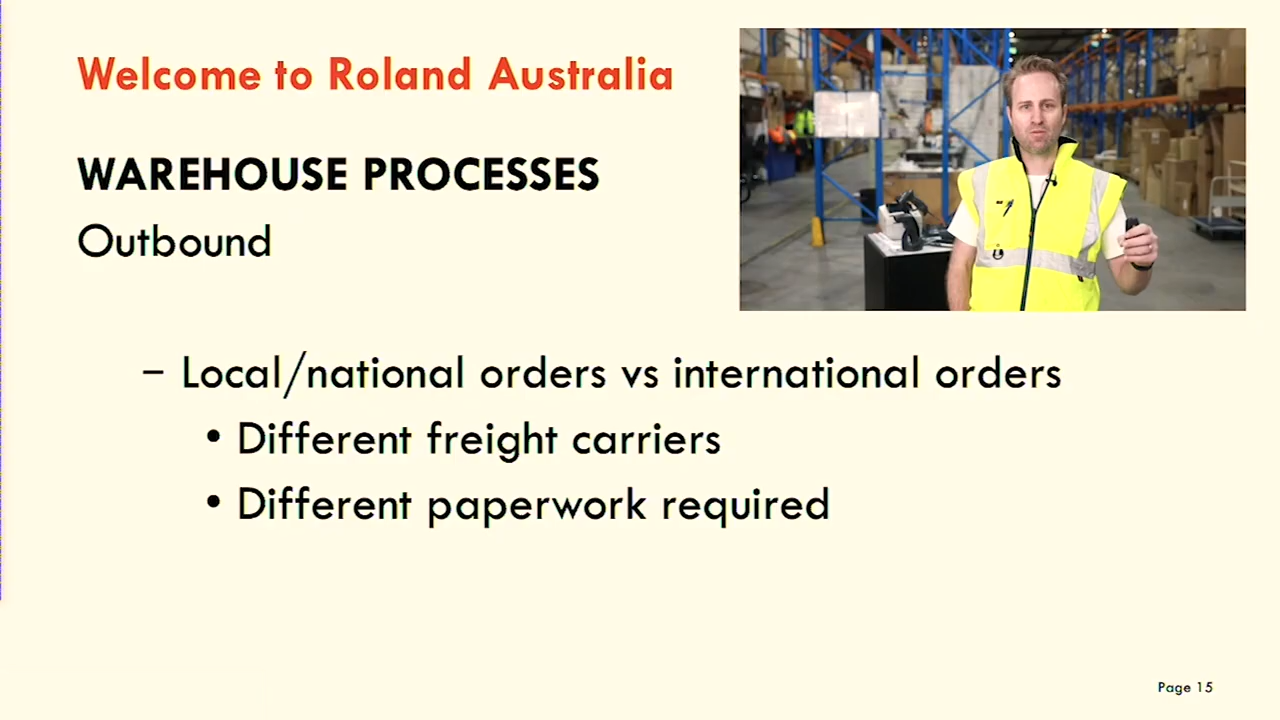 Welcome to Roland Australia
WAREHOUSE PROCESSES
Outbound
– Local/national orders vs international orders
• Different freight carriers
• Different paperwork required
Page 15